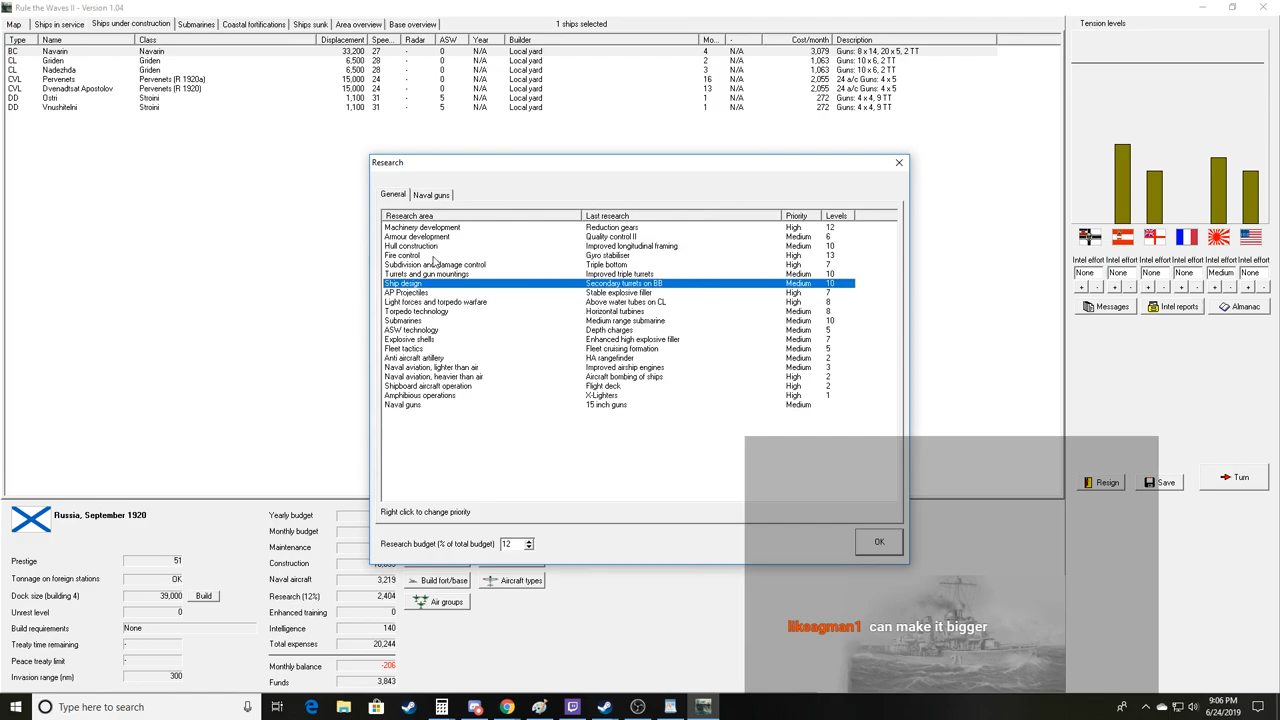 Rule the Waves II - Version 1.04
Map Ships in service Ships under construction Submarines Coastal fortifications Ships sunk Area overview Base overview 1 ships selected
Type Name Class Displacement Spee... Radar ASW Year Builder Mo... - Cost/month Description
BC Navarin Navarin 33,200 27 - 0 N/A Local yard 4 N/A 3,079 Guns: 8 x 14, 20 x 5, 2 TT
CL Griden Griden 6,500 28 - 0 N/A Local yard 2 N/A 1,063 Guns: 10 x 6, 2 TT
CL Nadezhda Griden 6,500 28 - 0 N/A Local yard 3 N/A 1,063 Guns: 10 x 6, 2 TT
CVL Pervenets Pervenets (R 1920a) 15,000 24 - 0 N/A Local yard 16 N/A 2,055 24 a/c Guns: 4 x 5
CVL Dvenadtsat Apostolov Pervenets (R 1920) 15,000 24 - 0 N/A Local yard 13 N/A 2,055 24 a/c Guns: 4 x 5
DD Ostri Stroini 1,100 31 - 5 N/A Local yard 1 N/A 272 Guns: 4 x 4, 9 TT
DD Vnushitelni Stroini 1,100 31 - 5 N/A Local yard 1 N/A 272 Guns: 4 x 4, 9 TT
Tension levels
Intel effort Intel effort Intel effort Intel effort Intel effort Intel effort
None None None None Medium None
+ - + - + - + - + - + -
Messages Intel reports Almanac
Resign Save Turn
Research
General Naval guns
Research area Last research Priority Levels
Machinery development Reduction gears High 12
Armour development Quality control II Medium 6
Hull construction Improved longitudinal framing Medium 10
Fire control Gyro stabiliser High 13
Subdivision and damage control Triple bottom High 7
Turrets and gun mountings Improved triple turrets Medium 10
Ship design Secondary turrets on BB Medium 10
AP Projectiles Stable explosive filler High 7
Light forces and torpedo warfare Above water tubes on CL High 8
Torpedo technology Horizontal turbines Medium 8
Submarines Medium range submarine Medium 10
ASW technology Depth charges Medium 5
Explosive shells Enhanced high explosive filler Medium 7
Fleet tactics Fleet cruising formation Medium 5
Anti aircraft artillery HA rangefinder Medium 2
Naval aviation, lighter than air Improved airship engines Medium 3
Naval aviation, heavier than air Aircraft bombing of ships High 2
Shipboard aircraft operation Flight deck High 2
Amphibious operations X-Lighters High 1
Naval guns 15 inch guns Medium
Right click to change priority
Research budget (% of total budget) 12
OK
Russia, September 1920
Prestige 51
Tonnage on foreign stations OK
Dock size (building 4) 39,000 Build
Unrest level 0
Build requirements None
Treaty time remaining -
Peace treaty limit -
Invasion range (nm) 300
Yearly budget
Monthly budget
Maintenance
Construction
Naval aircraft 3,219
Research (12%) 2,404
Enhanced training 0
Intelligence 140
Total expenses 20,244
Monthly balance -206
Funds 3,843
Build fort/base Aircraft types
Air groups
likeegman1 can make it bigger
71
Type here to search
9:06 PM
6/24/2019